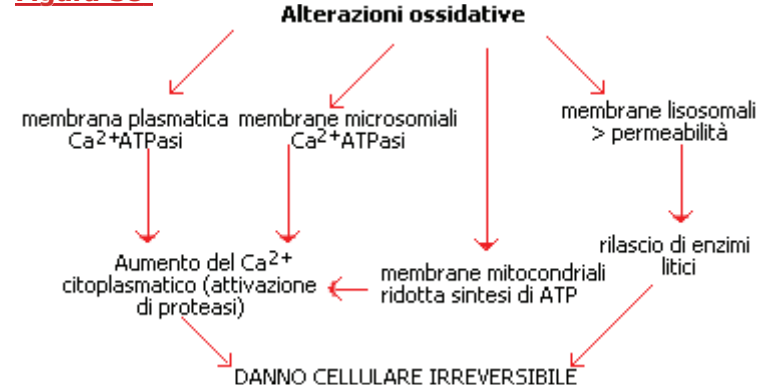 Figura 38
Alterazioni ossidative
membrana plasmatica
Ca2+ATPasi
membrane microsomiali
Ca2+ATPasi
membrane lisosomali
> permeabilità
Aumento del Ca2+
citoplasmatico (attivazione
di proteasi)
membrane mitocondriali
ridotta sintesi di ATP
rilascio di enzimi
litici
DANNO CELLULARE IRREVERSIBILE